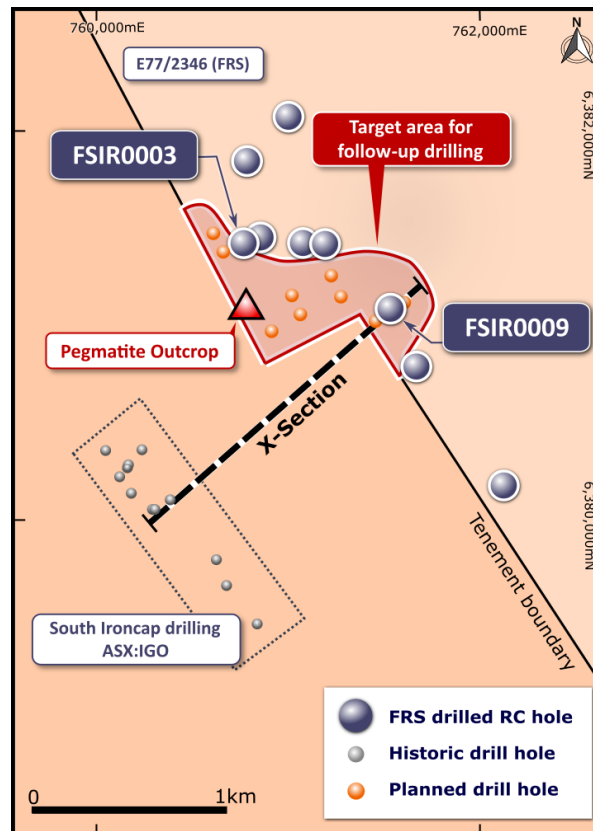 760,000mE
762,000mE
N
E77/2346 (FRS)
6,382,000mN
FSIR0003
Target area for
follow-up drilling
Pegmatite Outcrop
FSIR0009
X-Section
6,380,000mN
Tenement boundary
South Ironcap drilling
ASX:IGO
FRS drilled RC hole
Historic drill hole
Planned drill hole
0
1km